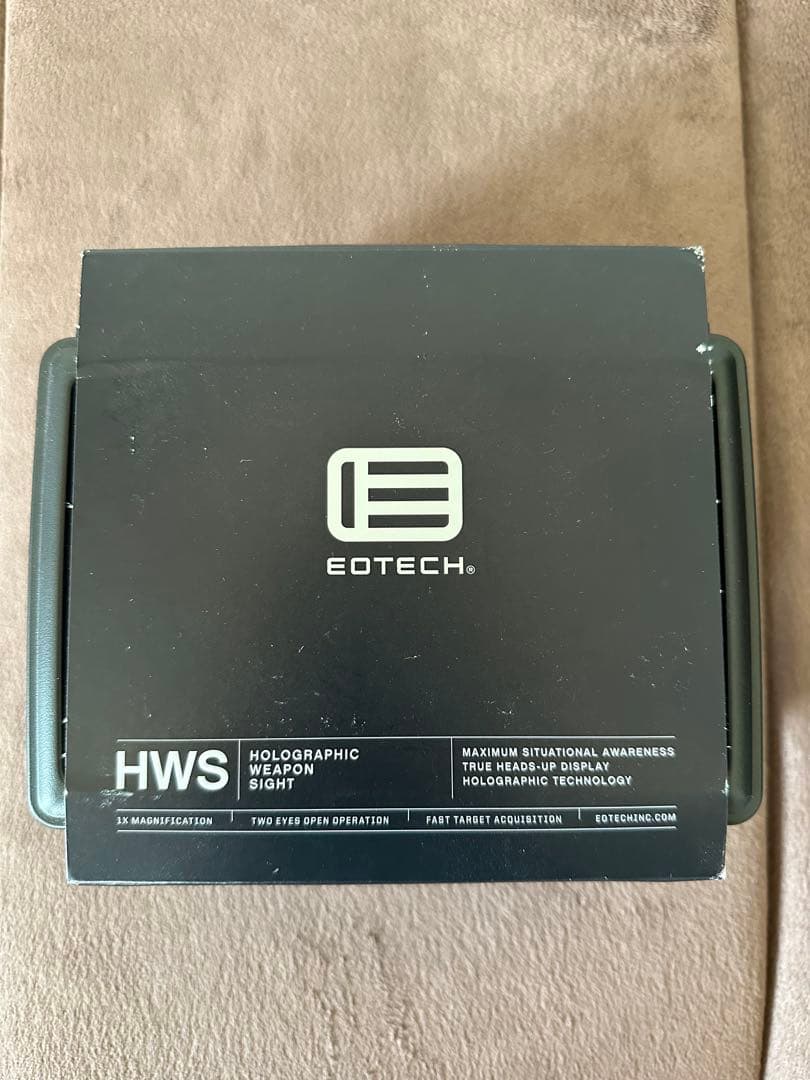 EOTECH®
HWS
HOLOGRAPHIC
WEAPON
SIGHT
MAXIMUM SITUATIONAL AWARENESS
TRUE HEADS-UP DISPLAY
HOLOGRAPHIC TECHNOLOGY
1X MAGNIFICATION
TWO EYES OPEN OPERATION
FAST TARGET ACQUISITION
EOTECHINC.COM